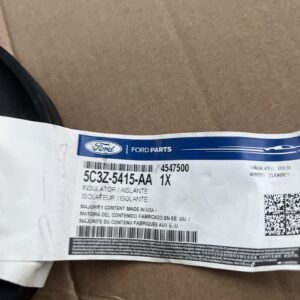 Ford
FORD PARTS
4547500
5C3Z-5415-AA 1X
INSULATOR / AISLANTE
ISOLATEUR / ISOLANTE
MAJORITY CONTENT MADE IN USA /
MAYORIA DEL CONTENIDO FABRICADO EN EE. UU. /
MAJORITE DU CONTENU FABRIQUEE AUX E.-U.